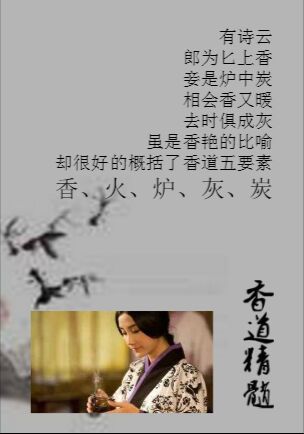 有诗云
郎为匕上香
妾是炉中炭
相会香又暖
去时俱成灰
虽是香艳的比喻
却很好的概括了香道五要素
香、火、炉、灰、炭
香道精髓